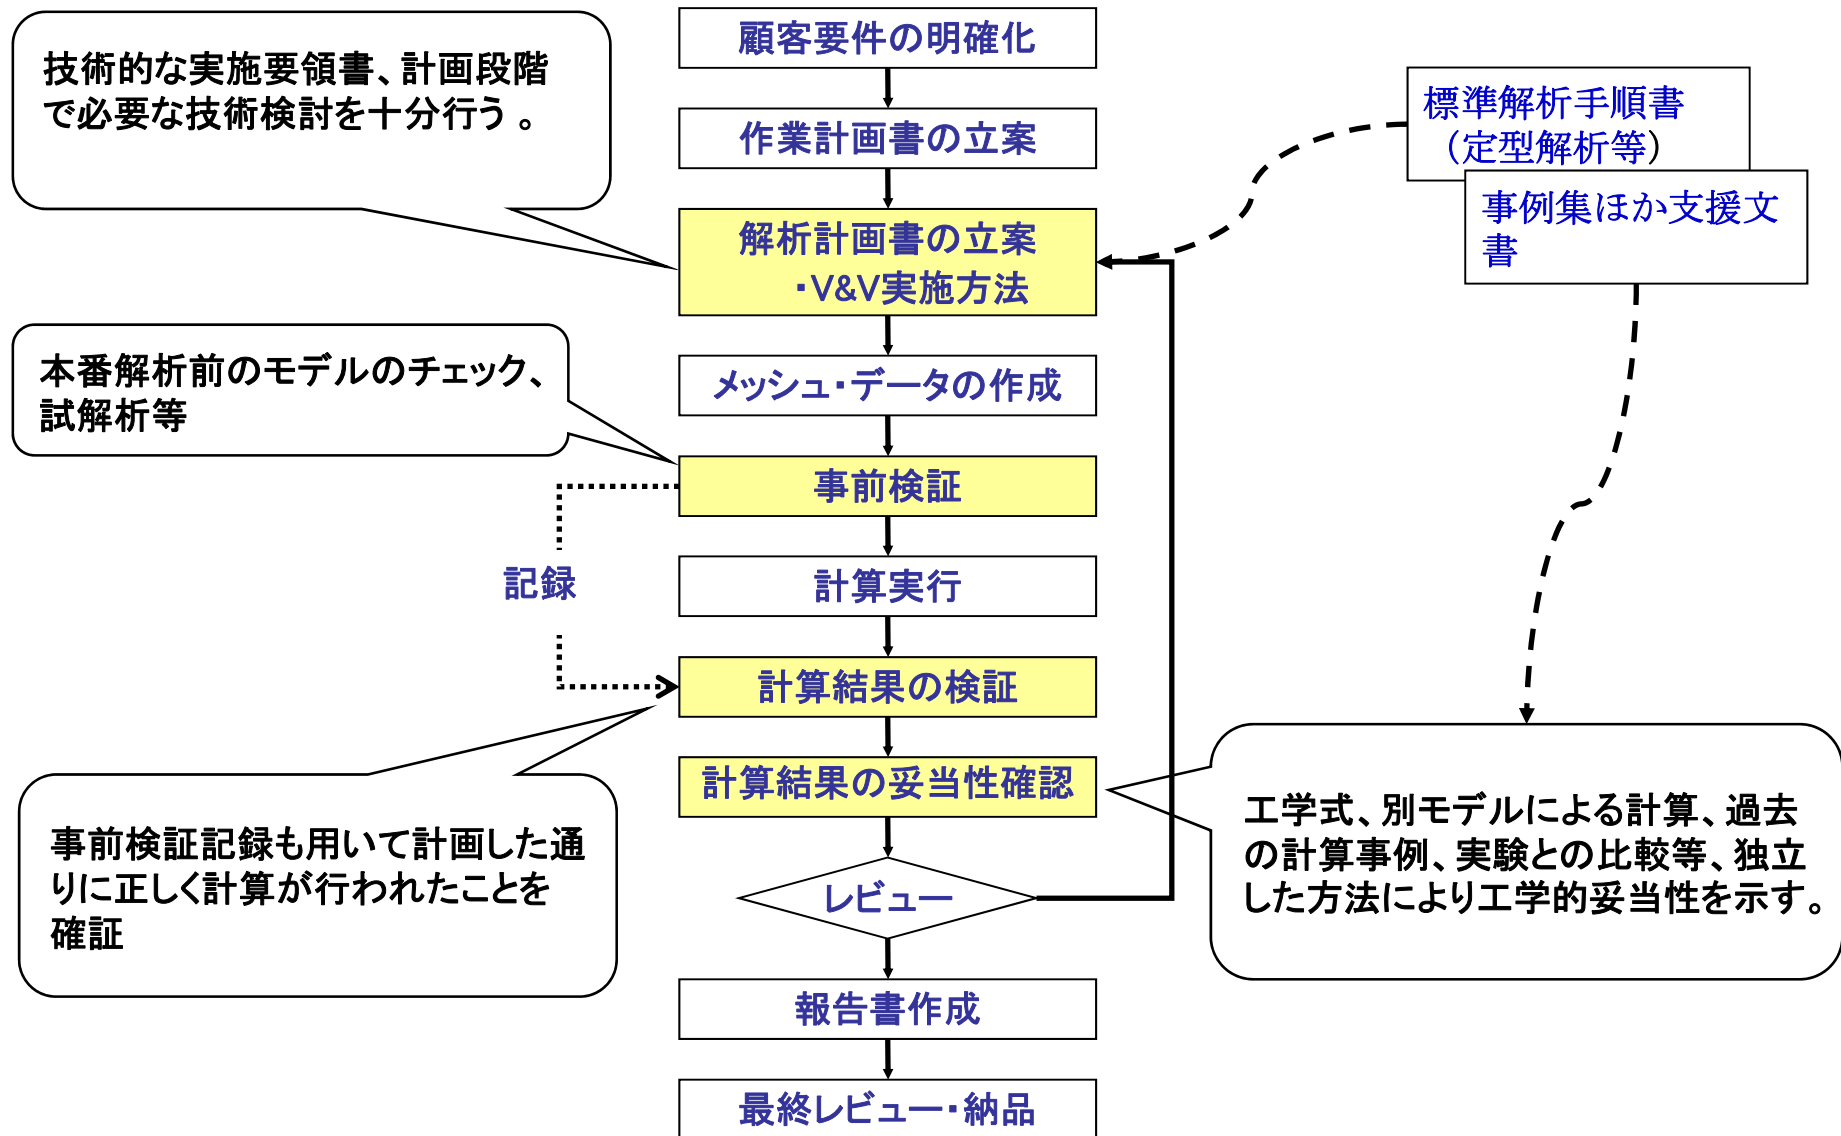 顧客要件の明確化
技術的な実施要領書、計画段階
で必要な技術検討を十分行う 。
作業計画書の立案
標準解析手順書
（定型解析等）
事例集ほか支援文
書
解析計画書の立案
・V&V実施方法
本番解析前のモデルのチェック、
試解析等
メッシュ・データの作成
事前検証
記録
計算実行
計算結果の検証
計算結果の妥当性確認
事前検証記録も用いて計画した通
りに正しく計算が行われたことを
確証
工学式、別モデルによる計算、過去
の計算事例、実験との比較等、独立
した方法により工学的妥当性を示す。
レビュー
報告書作成
最終レビュー・納品